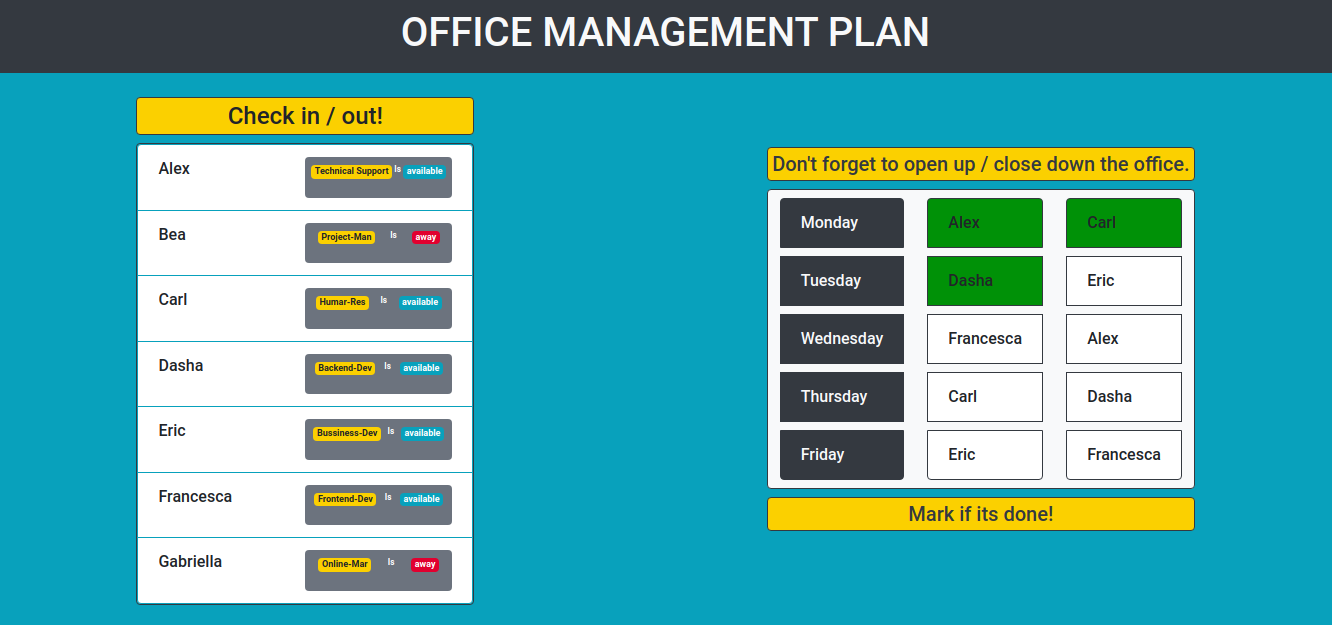 OFFICE MANAGEMENT PLAN
Check in / out!
Alex Technical Support Is available
Bea Project-Man Is away
Carl Humar-Res Is available
Dasha Backend-Dev Is available
Eric Bussiness-Dev Is available
Francesca Frontend-Dev Is available
Gabriella Online-Mar Is away
Don't forget to open up / close down the office.
Monday Alex Carl
Tuesday Dasha Eric
Wednesday Francesca Alex
Thursday Carl Dasha
Friday Eric Francesca
Mark if its done!